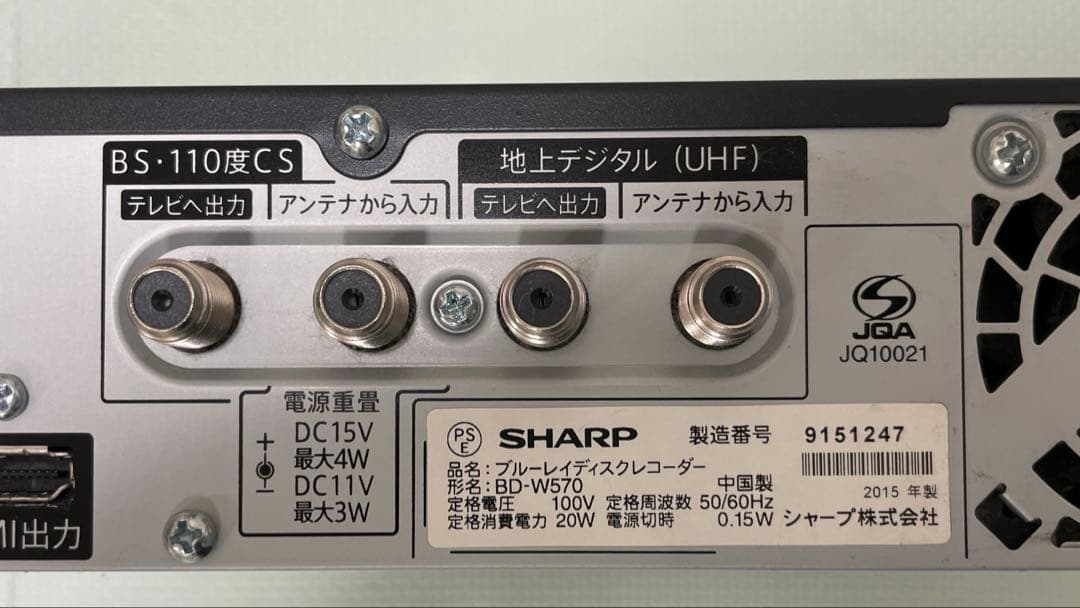 BS・110度CS
地上デジタル (UHF)
テレビへ出力 アンテナから入力 テレビへ出力 アンテナから入力
JQA
JQ10021
電源重畳
+ DC15V
最大4W
− DC11V
最大3W
MI出力
PS
E
SHARP 製造番号 9151247
品名：ブルーレイディスクレコーダー
形名：BD-W570 中国製
2015 年製
定格電圧 100V 定格周波数 50/60Hz
定格消費電力 20W 電源切時 0.15W シャープ株式会社